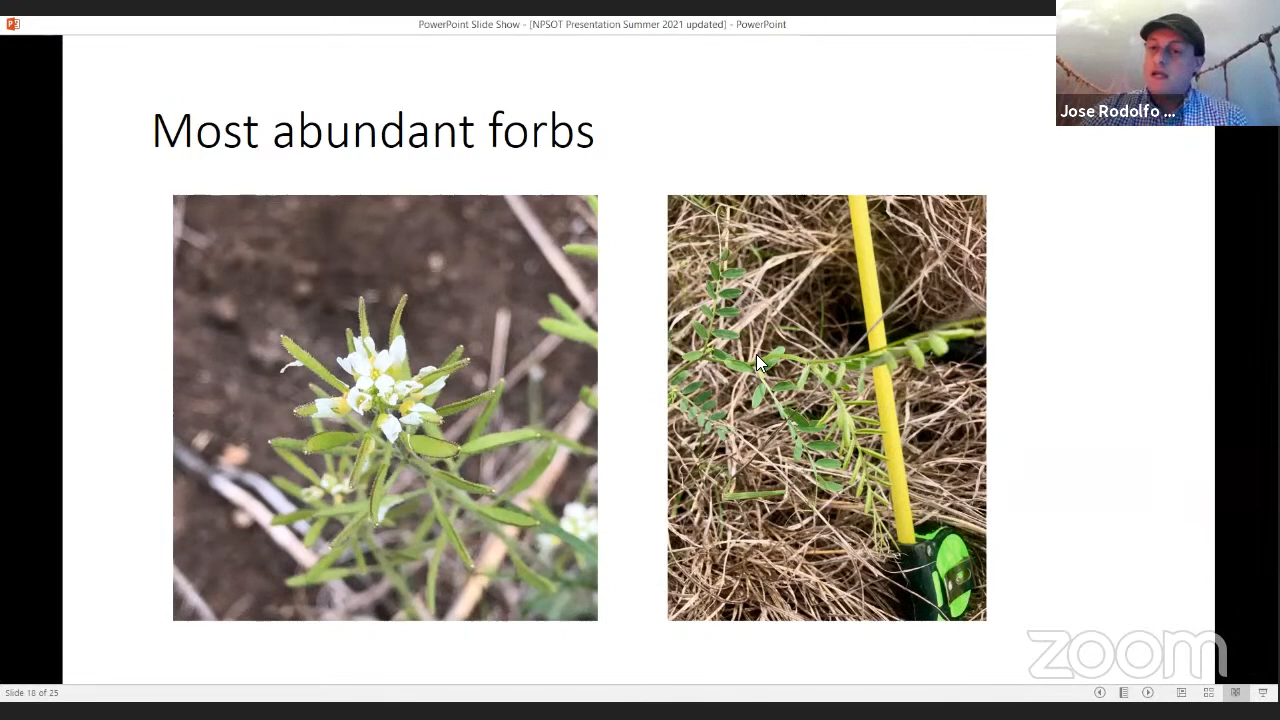 PowerPoint Slide Show - [NPSOT Presentation Summer 2021 updated] - PowerPoint
Jose Rodolfo ...
Most abundant forbs
zoom
Slide 18 of 25